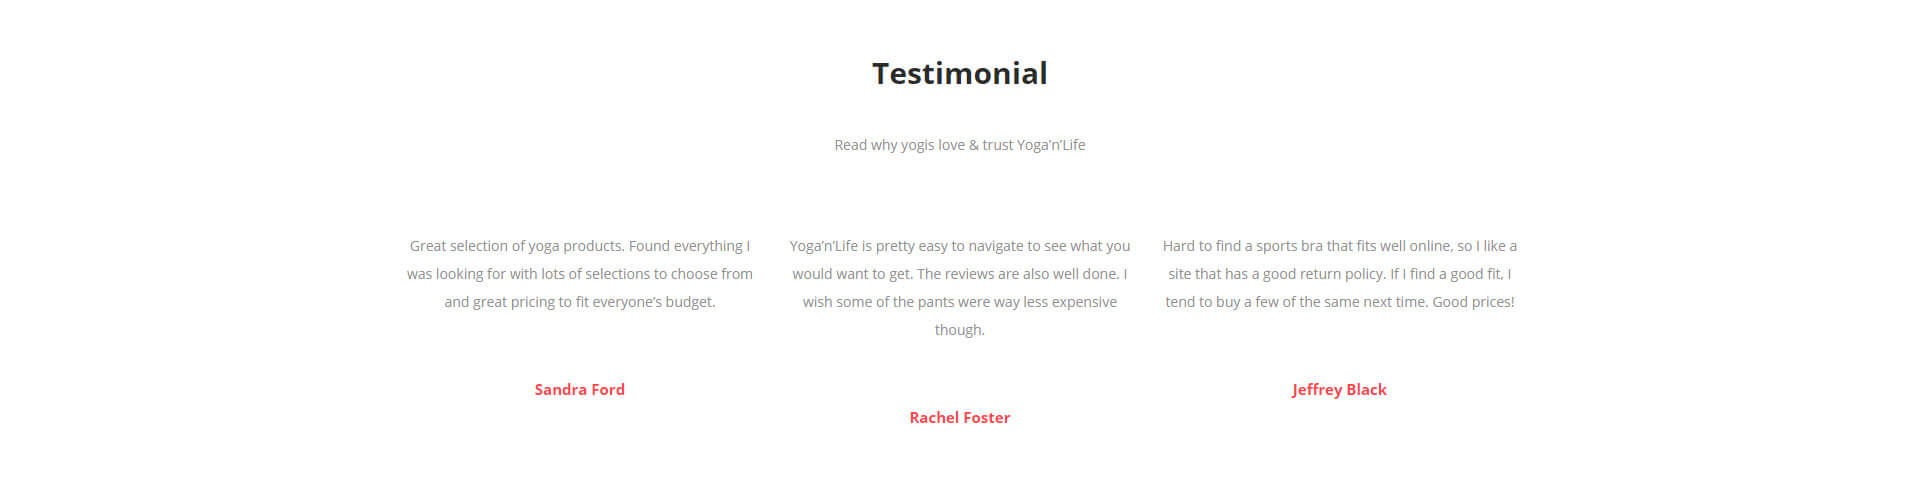 Testimonial
Read why yogis love & trust Yoga’n’Life
Great selection of yoga products. Found everything I
was looking for with lots of selections to choose from
and great pricing to fit everyone’s budget.
Sandra Ford
Yoga’n’Life is pretty easy to navigate to see what you
would want to get. The reviews are also well done. I
wish some of the pants were way less expensive
though.
Rachel Foster
Hard to find a sports bra that fits well online, so I like a
site that has a good return policy. If I find a good fit, I
tend to buy a few of the same next time. Good prices!
Jeffrey Black